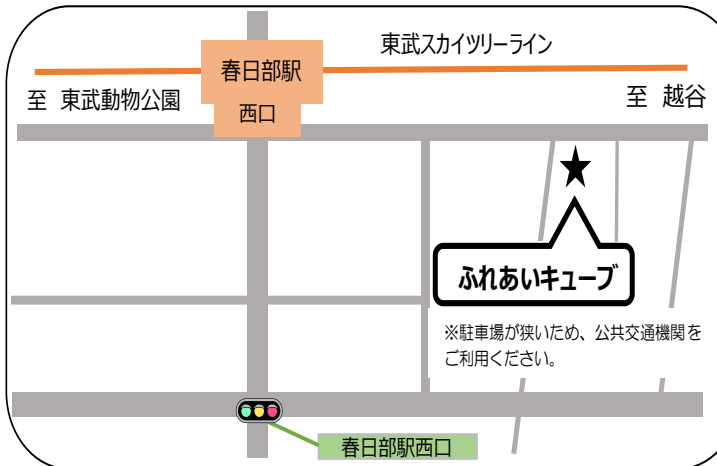 東武スカイツリーライン
春日部駅
西口
至 東武動物公園
至 越谷
ふれあいキューブ
※駐車場が狭いため、公共交通機関を
ご利用ください。
春日部駅西口